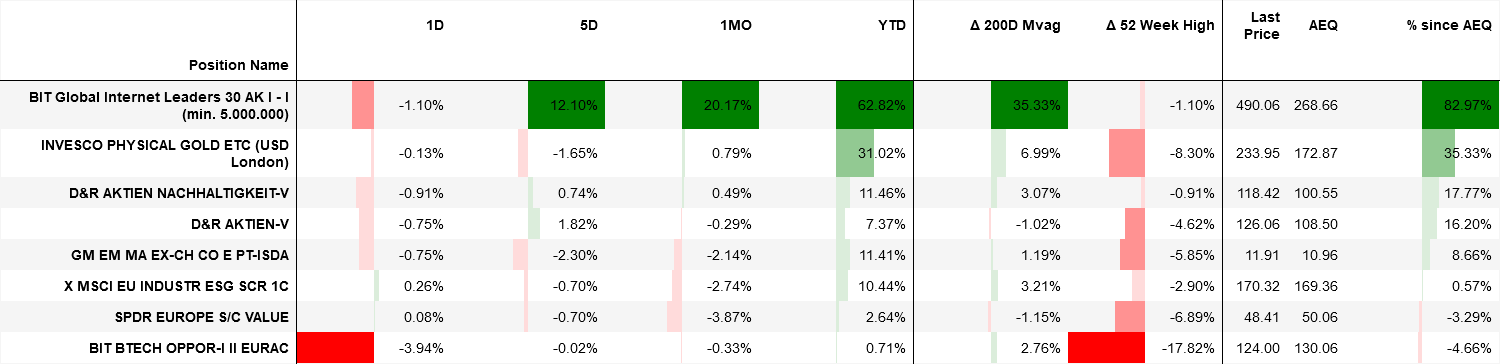 Position Name 1D 5D 1MO YTD Δ 200D Mvag Δ 52 Week High Last Price AEQ % since AEQ
BIT Global Internet Leaders 30 AK I - I (min. 5.000.000) -1.10% 12.10% 20.17% 62.82% 35.33% -1.10% 490.06 268.66 82.97%
INVESCO PHYSICAL GOLD ETC (USD London) -0.13% -1.65% 0.79% 31.02% 6.99% -8.30% 233.95 172.87 35.33%
D&R AKTIEN NACHHALTIGKEIT-V -0.91% 0.74% 0.49% 11.46% 3.07% -0.91% 118.42 100.55 17.77%
D&R AKTIEN-V -0.75% 1.82% -0.29% 7.37% -1.02% -4.62% 126.06 108.50 16.20%
GM EM MA EX-CH CO E PT-ISDA -0.75% -2.30% -2.14% 11.41% 1.19% -5.85% 11.91 10.96 8.66%
X MSCI EU INDUSTR ESG SCR 1C 0.26% -0.70% -2.74% 10.44% 3.21% -2.90% 170.32 169.36 0.57%
SPDR EUROPE S/C VALUE 0.08% -0.70% -3.87% 2.64% -1.15% -6.89% 48.41 50.06 -3.29%
BIT BTECH OPPOR-I II EURAC -3.94% -0.02% -0.33% 0.71% 2.76% -17.82% 124.00 130.06 -4.66%